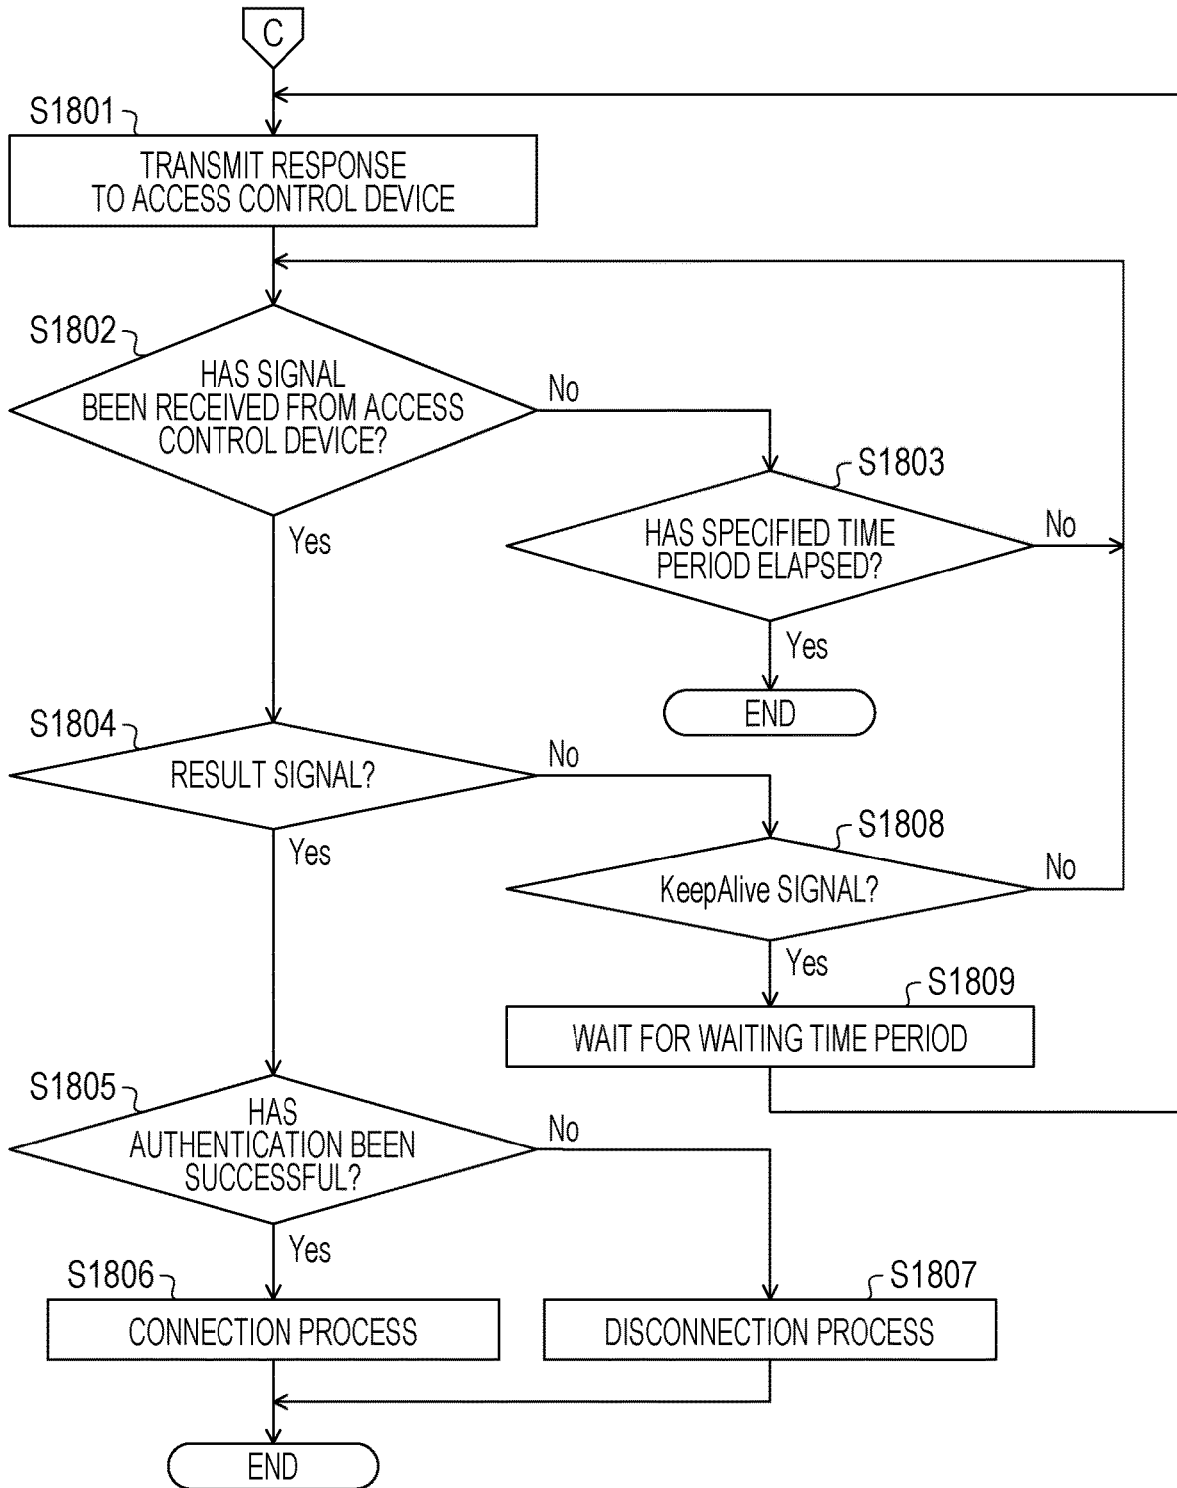 C
S1801
TRANSMIT RESPONSE
TO ACCESS CONTROL DEVICE
S1802
HAS SIGNAL
BEEN RECEIVED FROM ACCESS
CONTROL DEVICE?
No
Yes
S1803
HAS SPECIFIED TIME
PERIOD ELAPSED?
No
Yes
END
S1804
RESULT SIGNAL?
No
Yes
S1808
KeepAlive SIGNAL?
No
Yes
S1809
WAIT FOR WAITING TIME PERIOD
S1805
HAS
AUTHENTICATION BEEN
SUCCESSFUL?
No
Yes
S1806
CONNECTION PROCESS
S1807
DISCONNECTION PROCESS
END